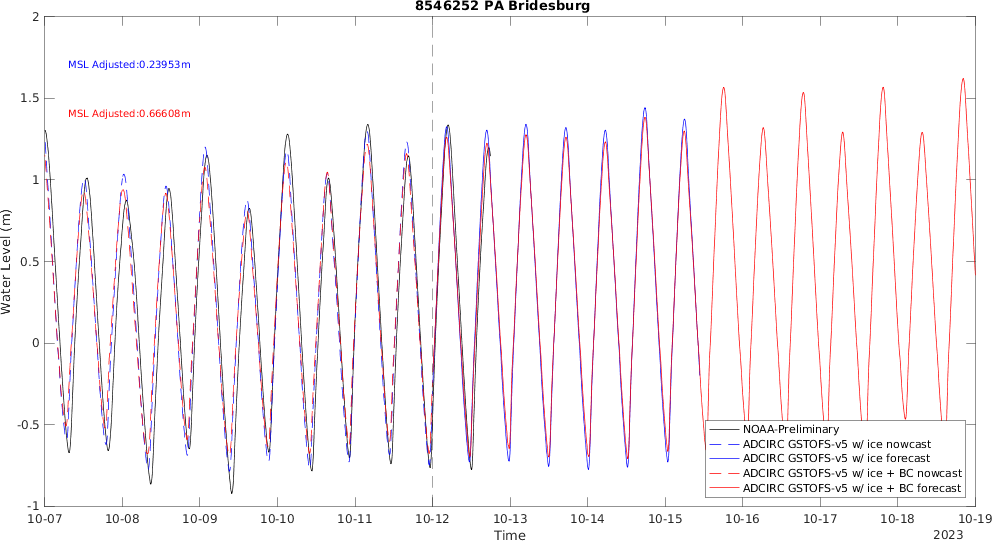 8546252 PA Bridesburg
2
1.5
1
0.5
0
-0.5
-1
Water Level (m)
MSL Adjusted:0.23953m
MSL Adjusted:0.66608m
NOAA-Preliminary
ADCIRC GSTOFS-v5 w/ ice nowcast
ADCIRC GSTOFS-v5 w/ ice forecast
ADCIRC GSTOFS-v5 w/ ice + BC nowcast
ADCIRC GSTOFS-v5 w/ ice + BC forecast
10-07 10-08 10-09 10-10 10-11 10-12 10-13 10-14 10-15 10-16 10-17 10-18 10-19
Time
2023